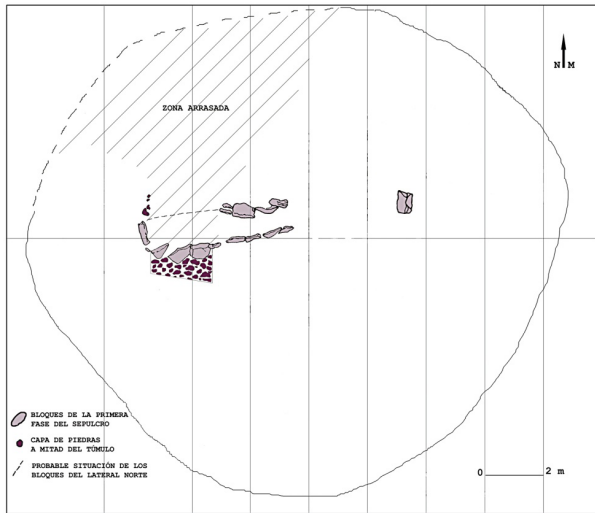 N M
ZONA ARRASADA
BLOQUES DE LA PRIMERA
FASE DEL SEPULCRO
CAPA DE PIEDRAS
A MITAD DEL TÚMULO
PROBABLE SITUACIÓN DE LOS
BLOQUES DEL LATERAL NORTE
0 2 m